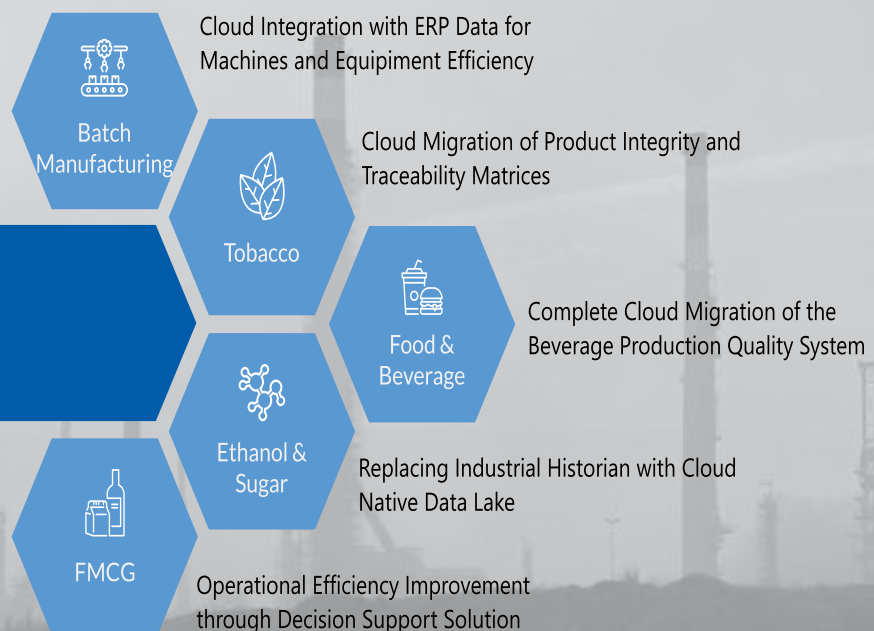 Cloud Integration with ERP Data for
Machines and Equipiment Efficiency
Batch
Manufacturing
Cloud Migration of Product Integrity and
Traceability Matrices
Tobacco
Complete Cloud Migration of the
Beverage Production Quality System
Food &
Beverage
Ethanol &
Sugar
Replacing Industrial Historian with Cloud
Native Data Lake
FMCG
Operational Efficiency Improvement
through Decision Support Solution